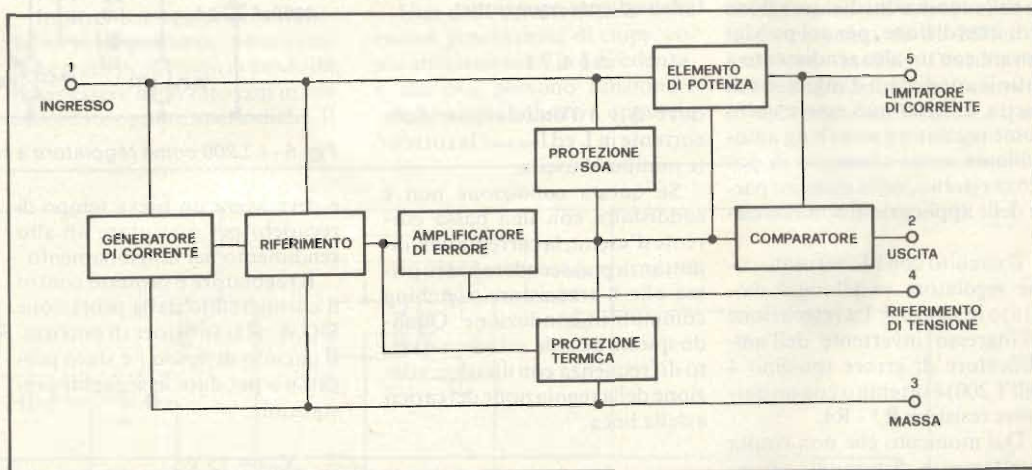 1
INGRESSO
ELEMENTO
DI POTENZA
5
LIMITATORE
DI CORRENTE
PROTEZIONE
SOA
GENERATORE
DI CORRENTE
RIFERIMENTO
AMPLIFICATORE
DI ERRORE
COMPARATORE
2
USCITA
4
RIFERIMENTO
DI TENSIONE
PROTEZIONE
TERMICA
3
MASSA